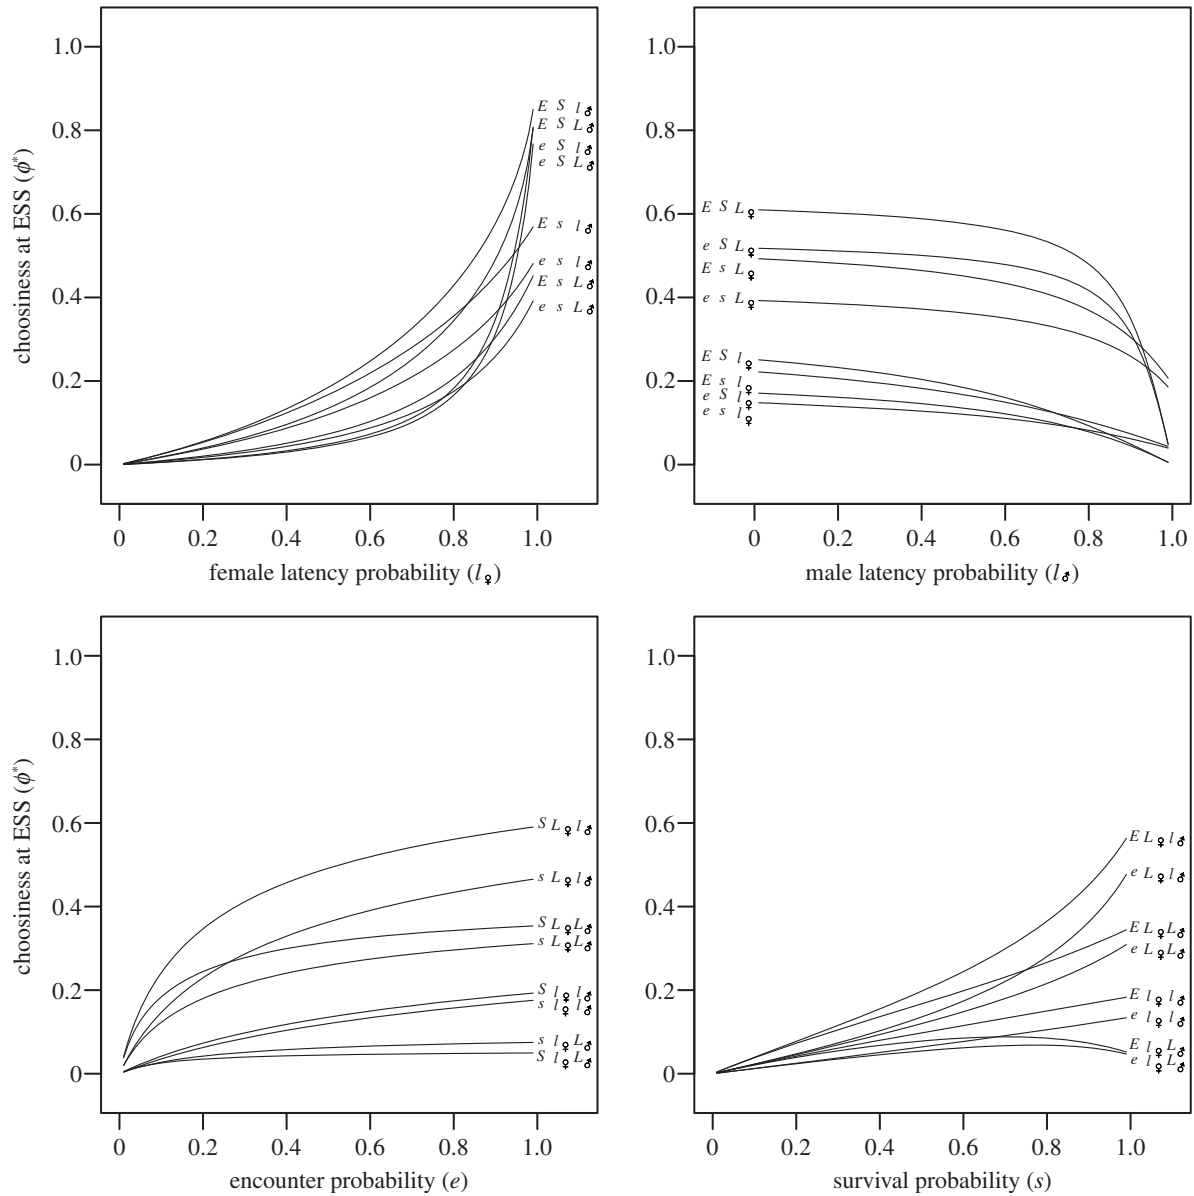 choosiness at ESS (ϕ*)
1.0
0.8
0.6
0.4
0.2
0
E S l♂
E S L♂
e S l♂
e S L♂
E s l♂
e s l♂
E s L♂
e s L♂
0 0.2 0.4 0.6 0.8 1.0
female latency probability (l♀)
1.0
0.8
0.6
0.4
0.2
0
E S L♀
e S L♀
E s L♀
e s L♀
E S l♀
E s l♀
e S l♀
e s l♀
0 0.2 0.4 0.6 0.8 1.0
male latency probability (l♂)
choosiness at ESS (ϕ*)
1.0
0.8
0.6
0.4
0.2
0
S L♀ l♂
s L♀ l♂
S L♀ L♂
s L♀ L♂
S l♀ l♂
s l♀ l♂
s l♀ L♂
S l♀ L♂
0 0.2 0.4 0.6 0.8 1.0
encounter probability (e)
1.0
0.8
0.6
0.4
0.2
0
E L♀ l♂
e L♀ l♂
E L♀ L♂
e L♀ L♂
E l♀ l♂
e l♀ l♂
E l♀ L♂
e l♀ L♂
0 0.2 0.4 0.6 0.8 1.0
survival probability (s)